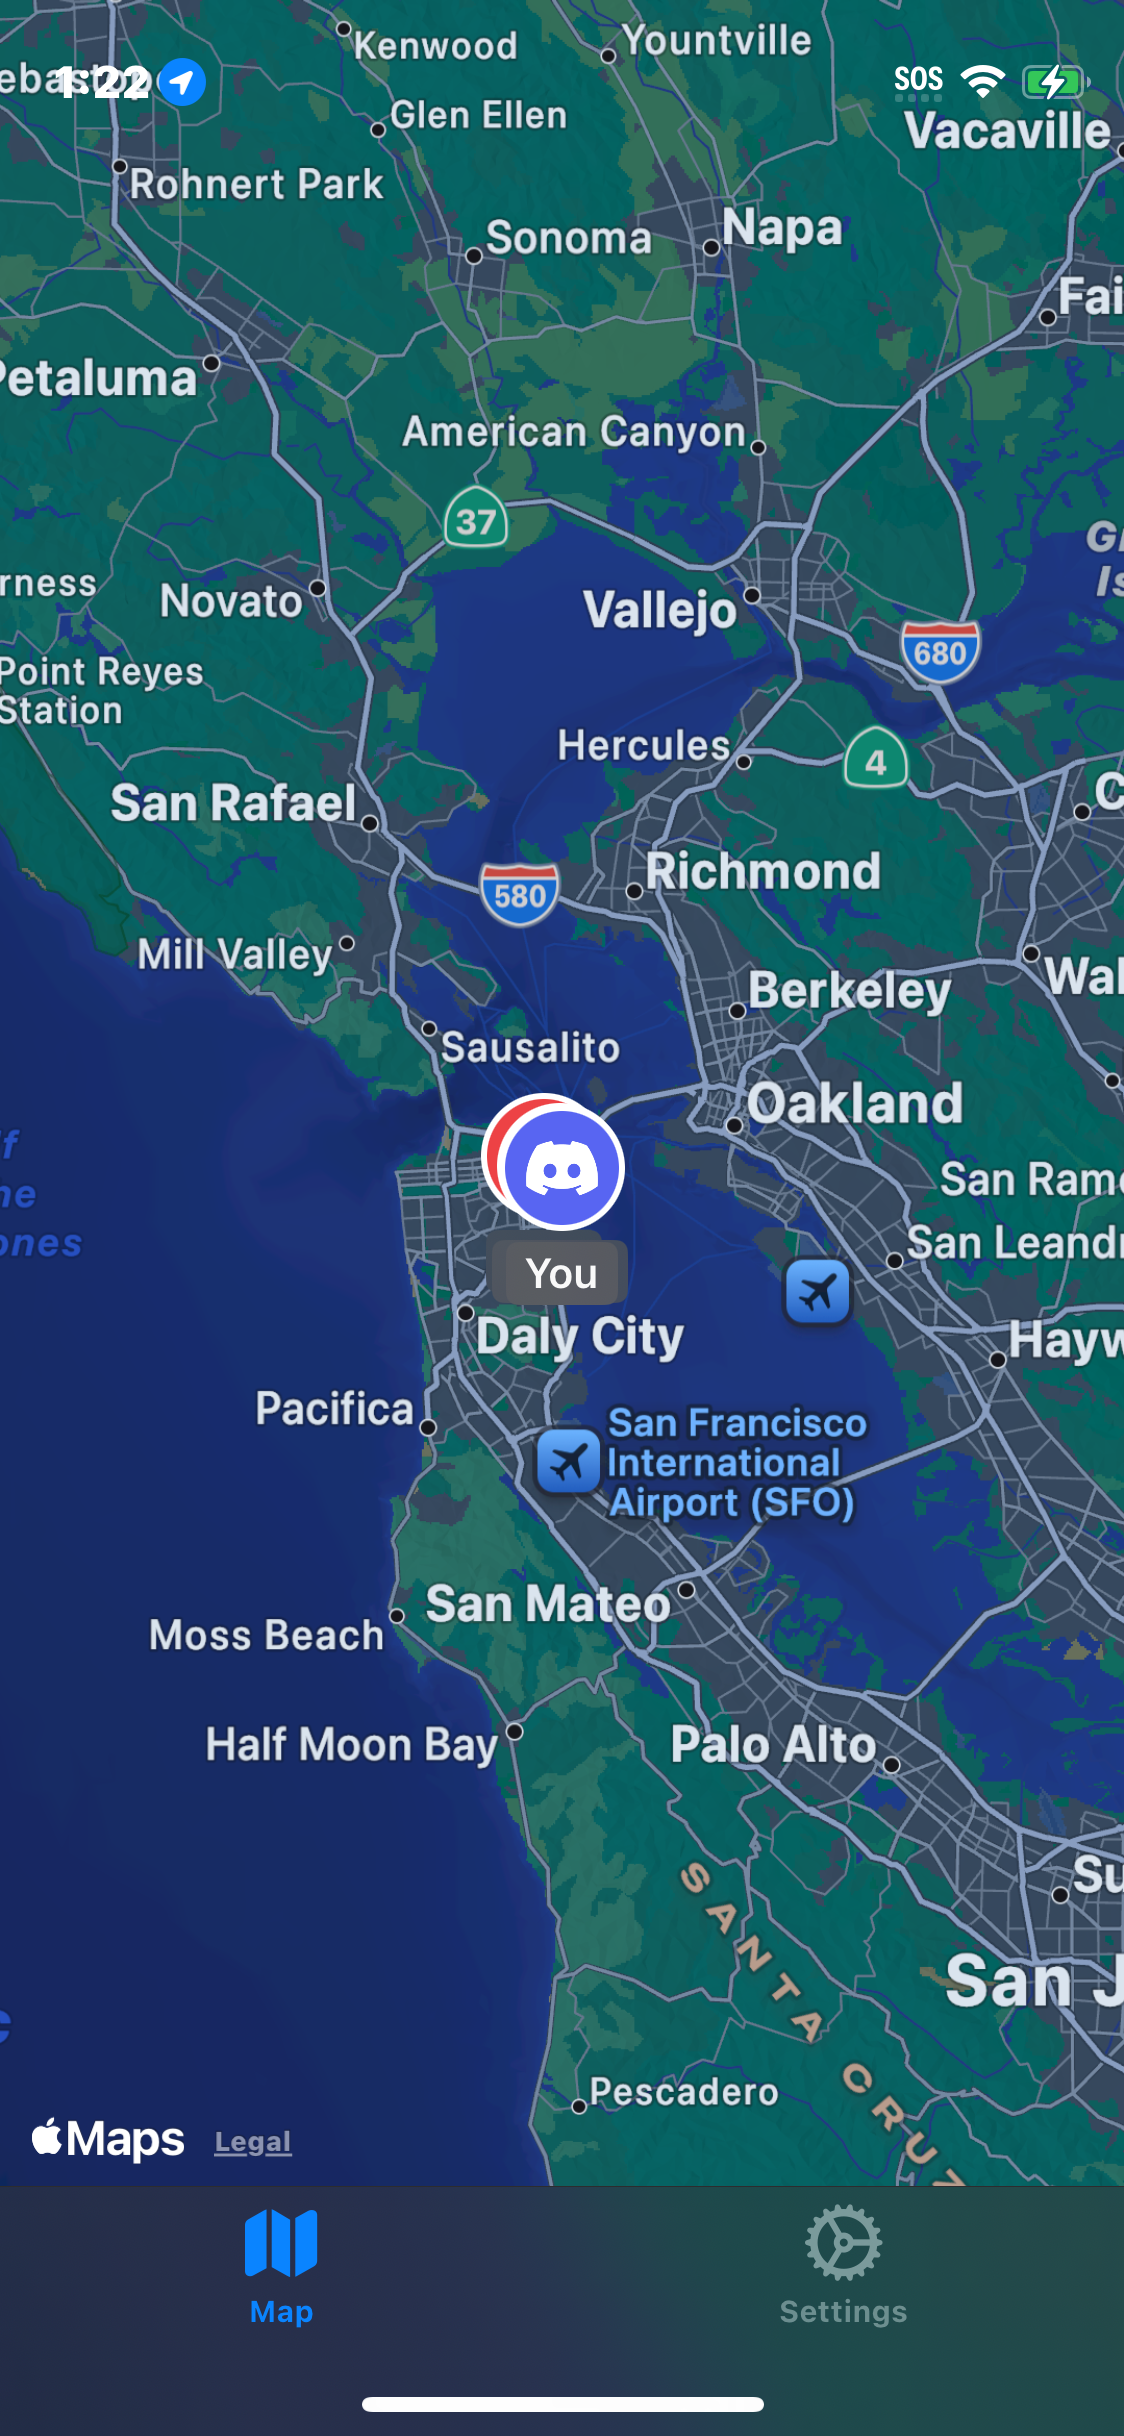 Kenwood
Yountville
1:22
SOS
Glen Ellen
Vacaville
Rohnert Park
Sonoma
Napa
Fai
Petaluma
American Canyon
37
rness
Novato
Vallejo
680
Point Reyes
Station
Hercules
4
San Rafael
C
580
Richmond
Mill Valley
Wal
Berkeley
Sausalito
Oakland
San Ramo
San Leandr
You
Daly City
Hayw
Pacifica
San Francisco
International
Airport (SFO)
San Mateo
Moss Beach
Half Moon Bay
Palo Alto
Su
SANTA CRUZ
San J
Pescadero
Maps
Legal
Map
Settings